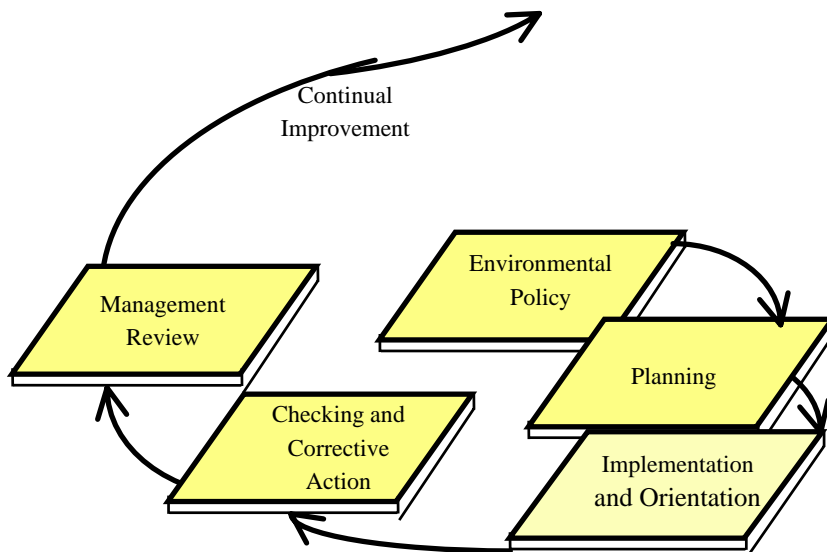 Continual
Improvement
Environmental
Policy
Management
Review
Planning
Checking and
Corrective
Action
Implementation
and Orientation